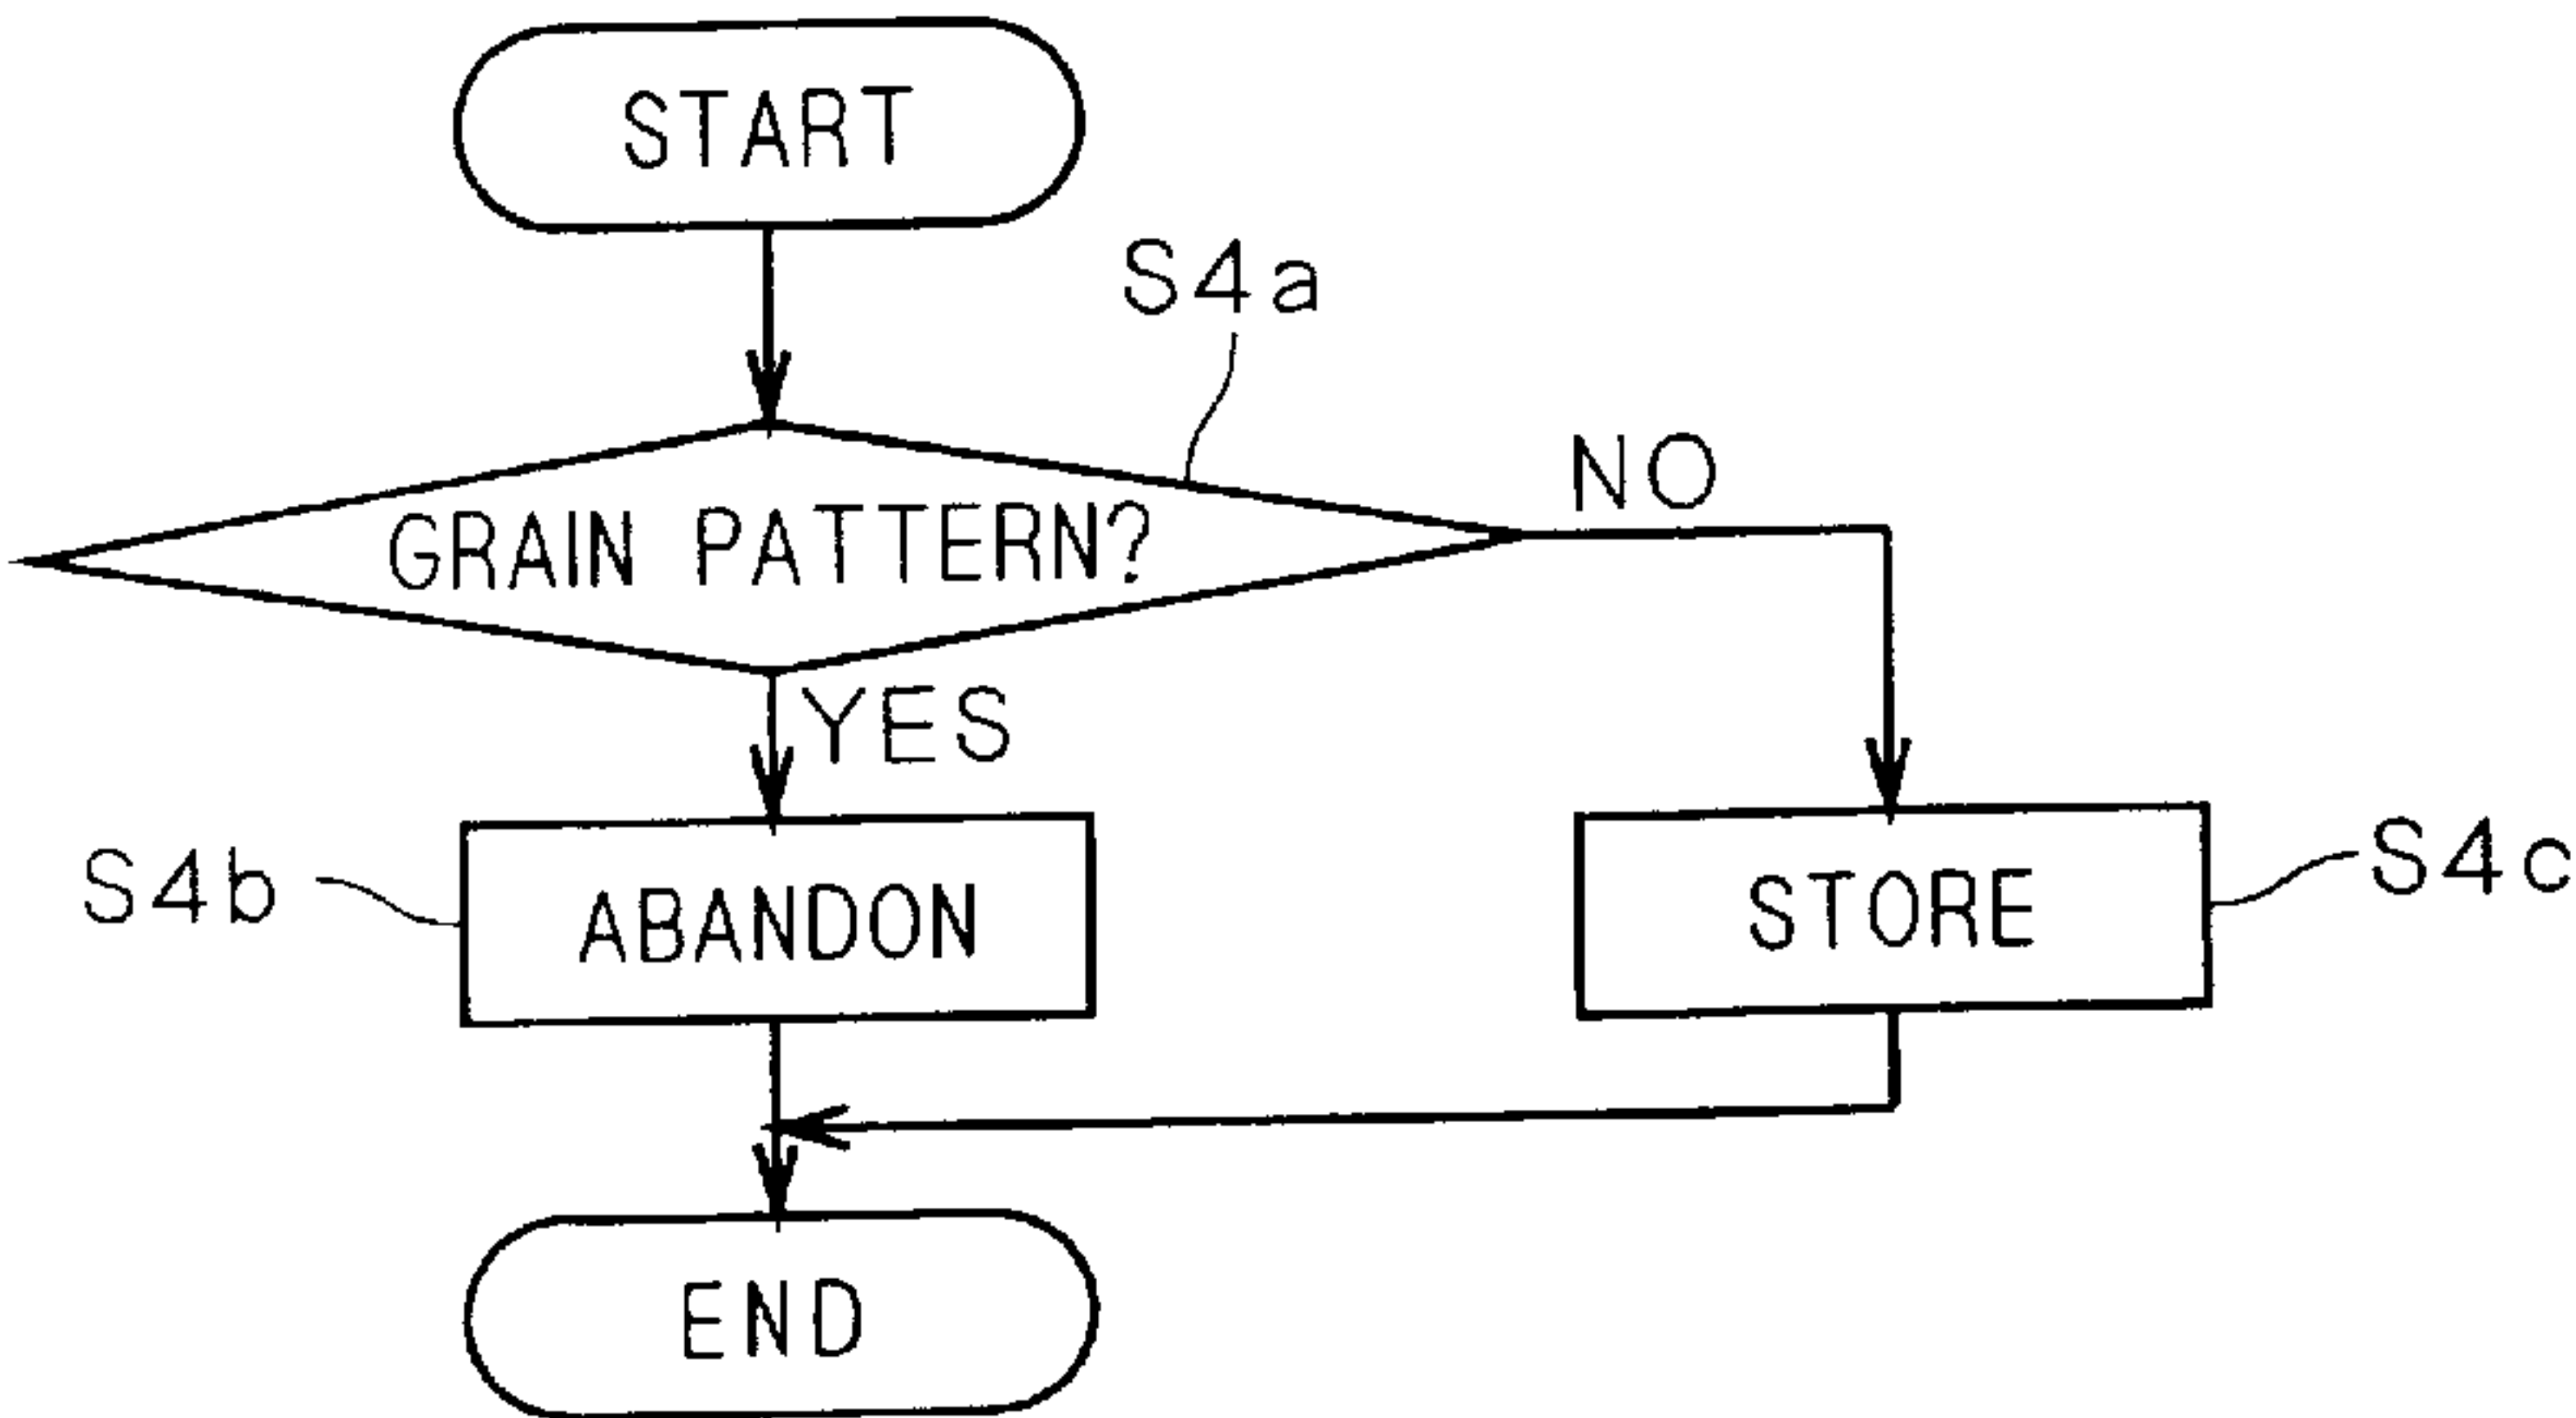 START
S4a
GRAIN PATTERN?
NO
YES
S4b
ABANDON
STORE
S4c
END